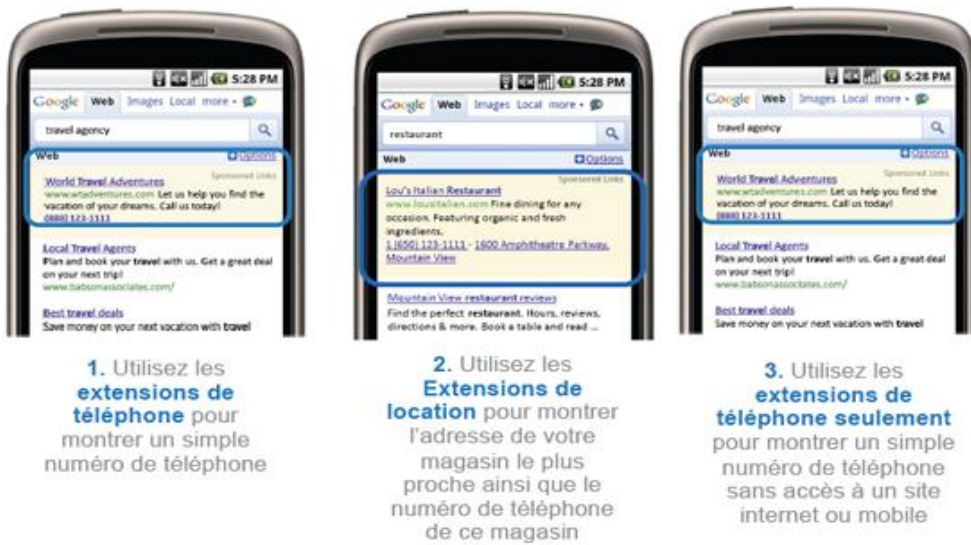 5:28 PM
Google Web Images Local more
travel agency
Web Options
Sponsored Links
World Travel Adventures
www.wtadventures.com Let us help you find the
vacation of your dreams. Call us today!
(888) 123-1111
Local Travel Agents
Plan and book your travel with us. Get a great deal
on your next trip!
www.babsonassociates.com/
Best travel deals
Save money on your next vacation with travel
1. Utilisez les
extensions de
téléphone pour
montrer un simple
numéro de téléphone
5:28 PM
Google Web Images Local more
restaurant
Web Options
Sponsored Links
Lou's Italian Restaurant
www.lousitalian.com Fine dining for any
occasion. Featuring organic and fresh
ingredients.
1 (650) 123-1111 - 1600 Amphitheatre Parkway,
Mountain View
Mountain View restaurant reviews
Find the perfect restaurant. Hours, reviews,
directions & more. Book a table and read ...
2. Utilisez les
Extensions de
location pour montrer
l'adresse de votre
magasin le plus
proche ainsi que le
numéro de téléphone
de ce magasin
5:28 PM
Google Web Images Local more
travel agency
Web Options
Sponsored Links
World Travel Adventures
www.wtadventures.com Let us help you find the
vacation of your dreams. Call us today!
(888) 123-1111
Local Travel Agents
Plan and book your travel with us. Get a great deal
on your next trip!
www.babsonassociates.com/
Best travel deals
Save money on your next vacation with travel
3. Utilisez les
extensions de
téléphone seulement
pour montrer un simple
numéro de téléphone
sans accès à un site
internet ou mobile